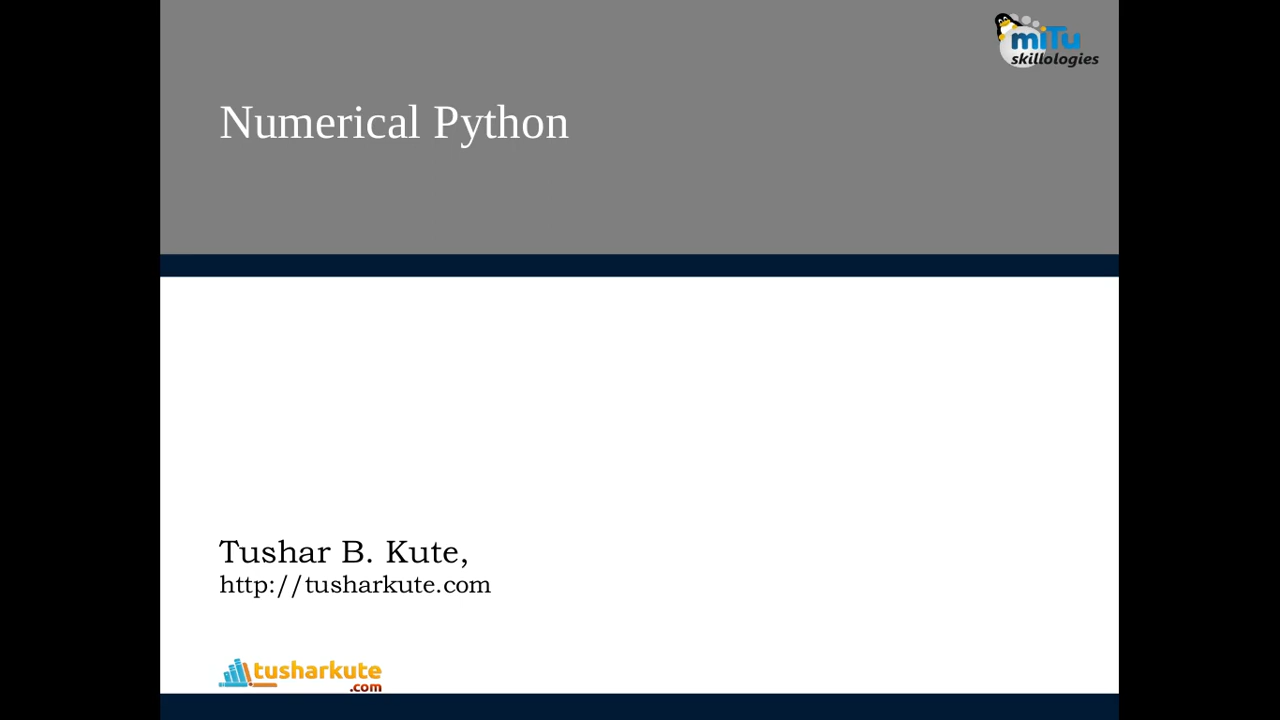 miTu
skillologies
Numerical Python
Tushar B. Kute,
http://tusharkute.com
tusharkute
.com